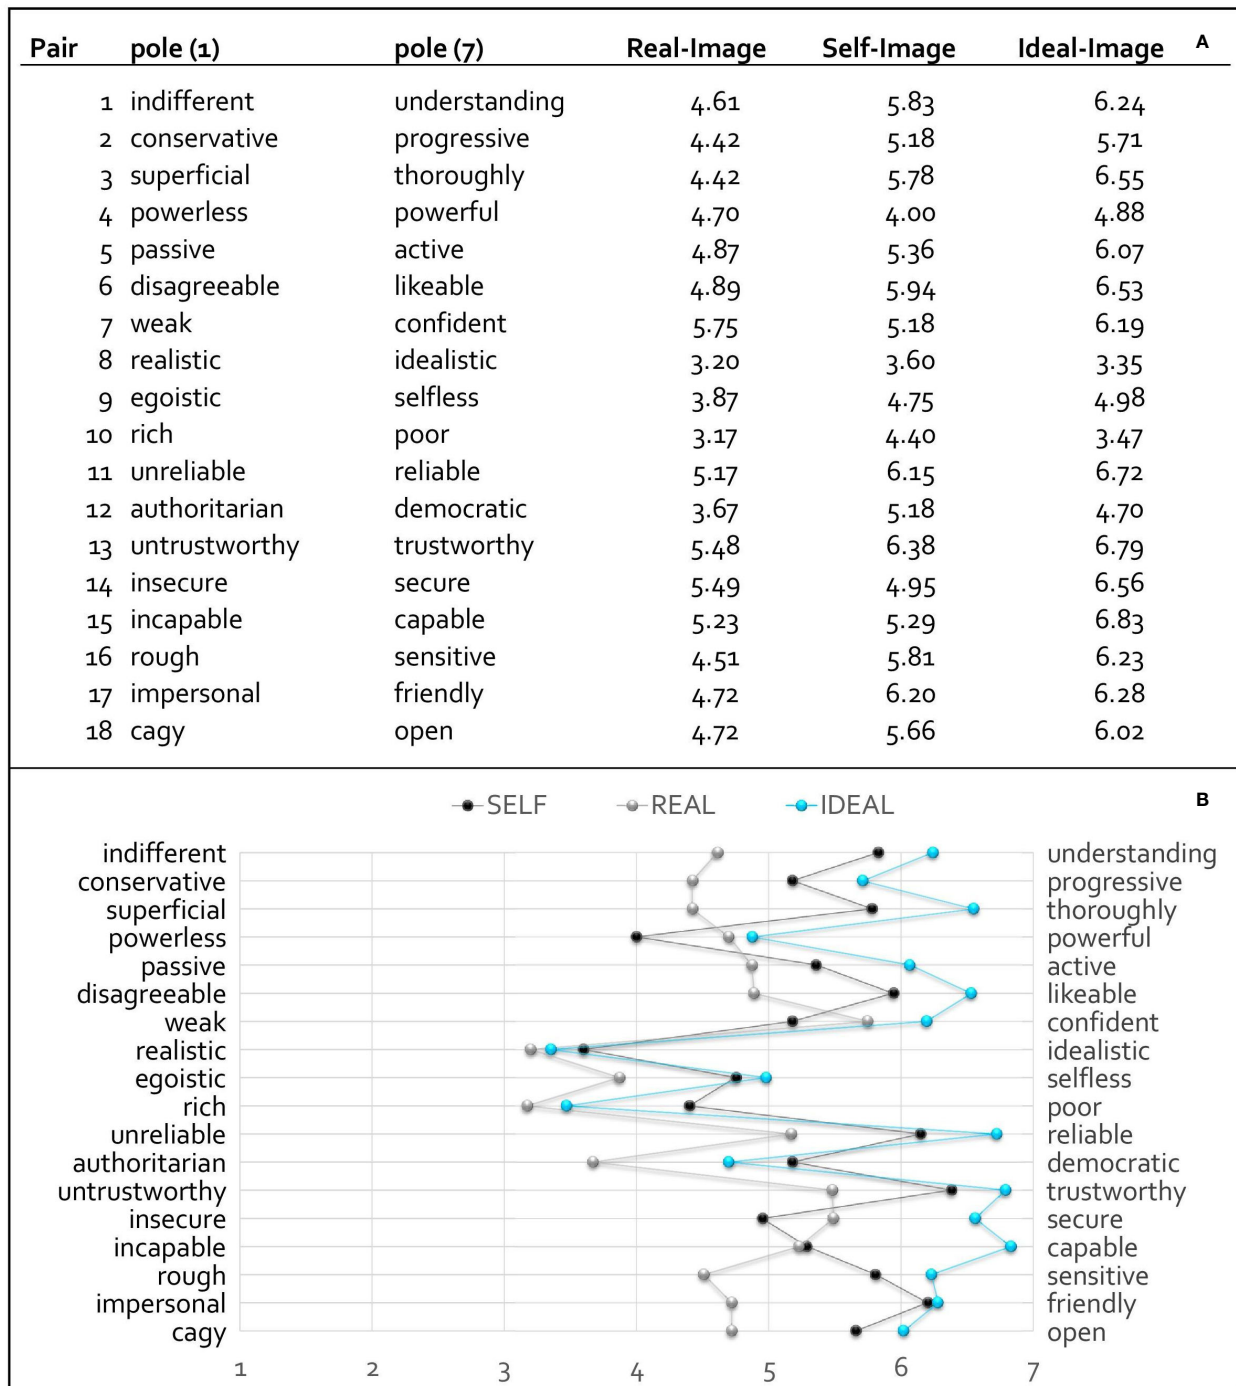 Pair pole (1) pole (7) Real-Image Self-Image Ideal-Image A
1 indifferent understanding 4.61 5.83 6.24
2 conservative progressive 4.42 5.18 5.71
3 superficial thoroughly 4.42 5.78 6.55
4 powerless powerful 4.70 4.00 4.88
5 passive active 4.87 5.36 6.07
6 disagreeable likeable 4.89 5.94 6.53
7 weak confident 5.75 5.18 6.19
8 realistic idealistic 3.20 3.60 3.35
9 egoistic selfless 3.87 4.75 4.98
10 rich poor 3.17 4.40 3.47
11 unreliable reliable 5.17 6.15 6.72
12 authoritarian democratic 3.67 5.18 4.70
13 untrustworthy trustworthy 5.48 6.38 6.79
14 insecure secure 5.49 4.95 6.56
15 incapable capable 5.23 5.29 6.83
16 rough sensitive 4.51 5.81 6.23
17 impersonal friendly 4.72 6.20 6.28
18 cagy open 4.72 5.66 6.02
SELF REAL IDEAL B
indifferent understanding
conservative progressive
superficial thoroughly
powerless powerful
passive active
disagreeable likeable
weak confident
realistic idealistic
egoistic selfless
rich poor
unreliable reliable
authoritarian democratic
untrustworthy trustworthy
insecure secure
incapable capable
rough sensitive
impersonal friendly
cagy open
1 2 3 4 5 6 7